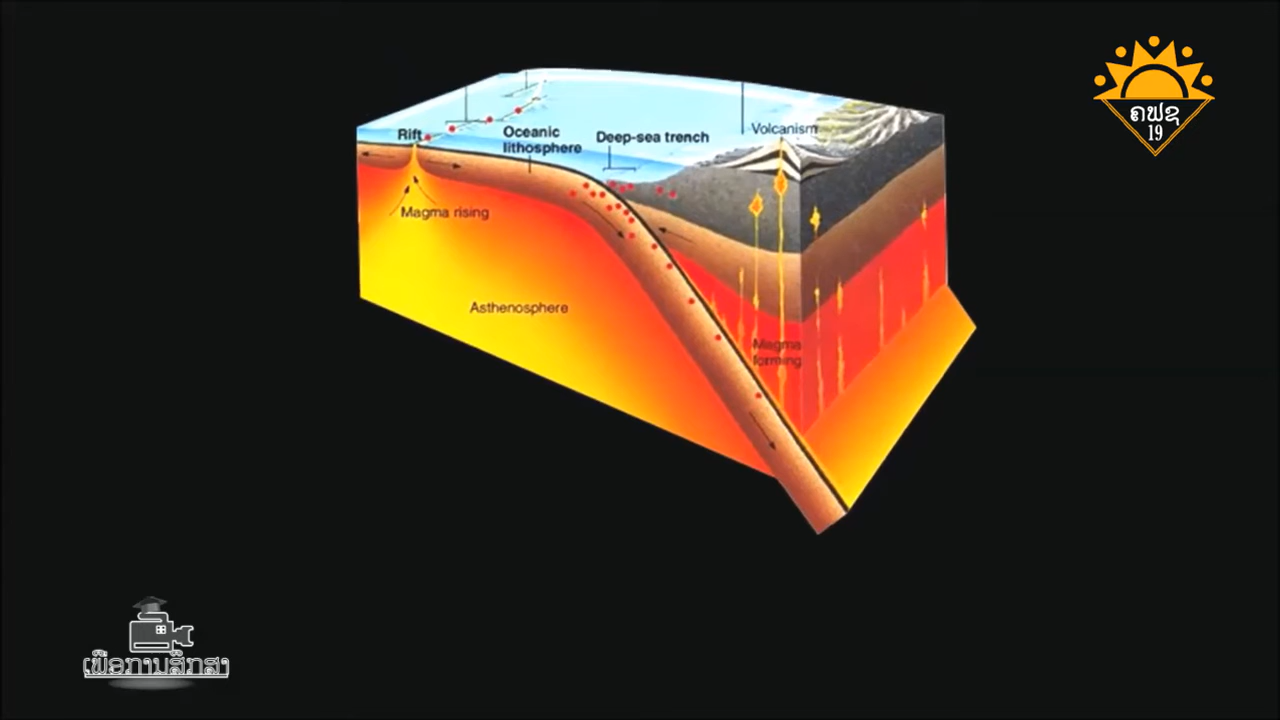 ຄຟຊ
19
Rift
Oceanic
lithosphere
Deep-sea trench
Volcanism
Magma rising
Asthenosphere
Magma
forming
ເພື່ອການສຶກສາ